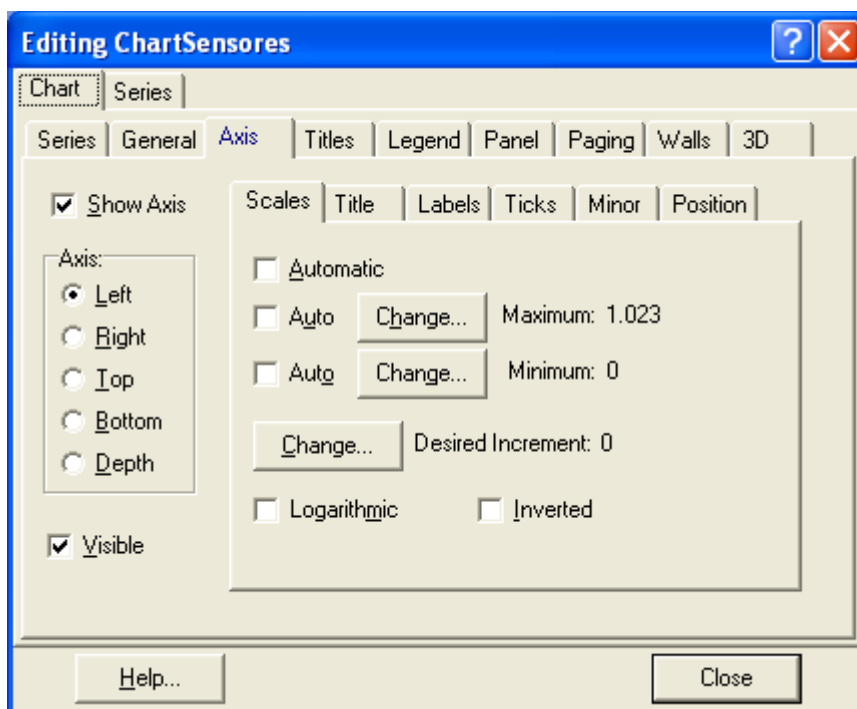 Editing ChartSensores
Chart Series
Series General Axis Titles Legend Panel Paging Walls 3D
Show Axis
Scales Title Labels Ticks Minor Position
Axis:
Left
Right
Top
Bottom
Depth
Automatic
Auto Change... Maximum: 1.023
Auto Change... Minimum: 0
Change... Desired Increment: 0
Logarithmic Inverted
Visible
Help... Close